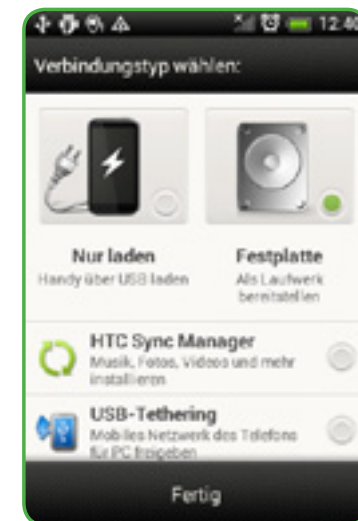 12:40
Verbindungstyp wählen:
Nur laden
Handy über USB laden
Festplatte
Als Laufwerk
bereitstellen
HTC Sync Manager
Musik, Fotos, Videos und mehr
installieren
USB-Tethering
Mobiles Netzwerk des Telefons
für PC freigeben
Fertig